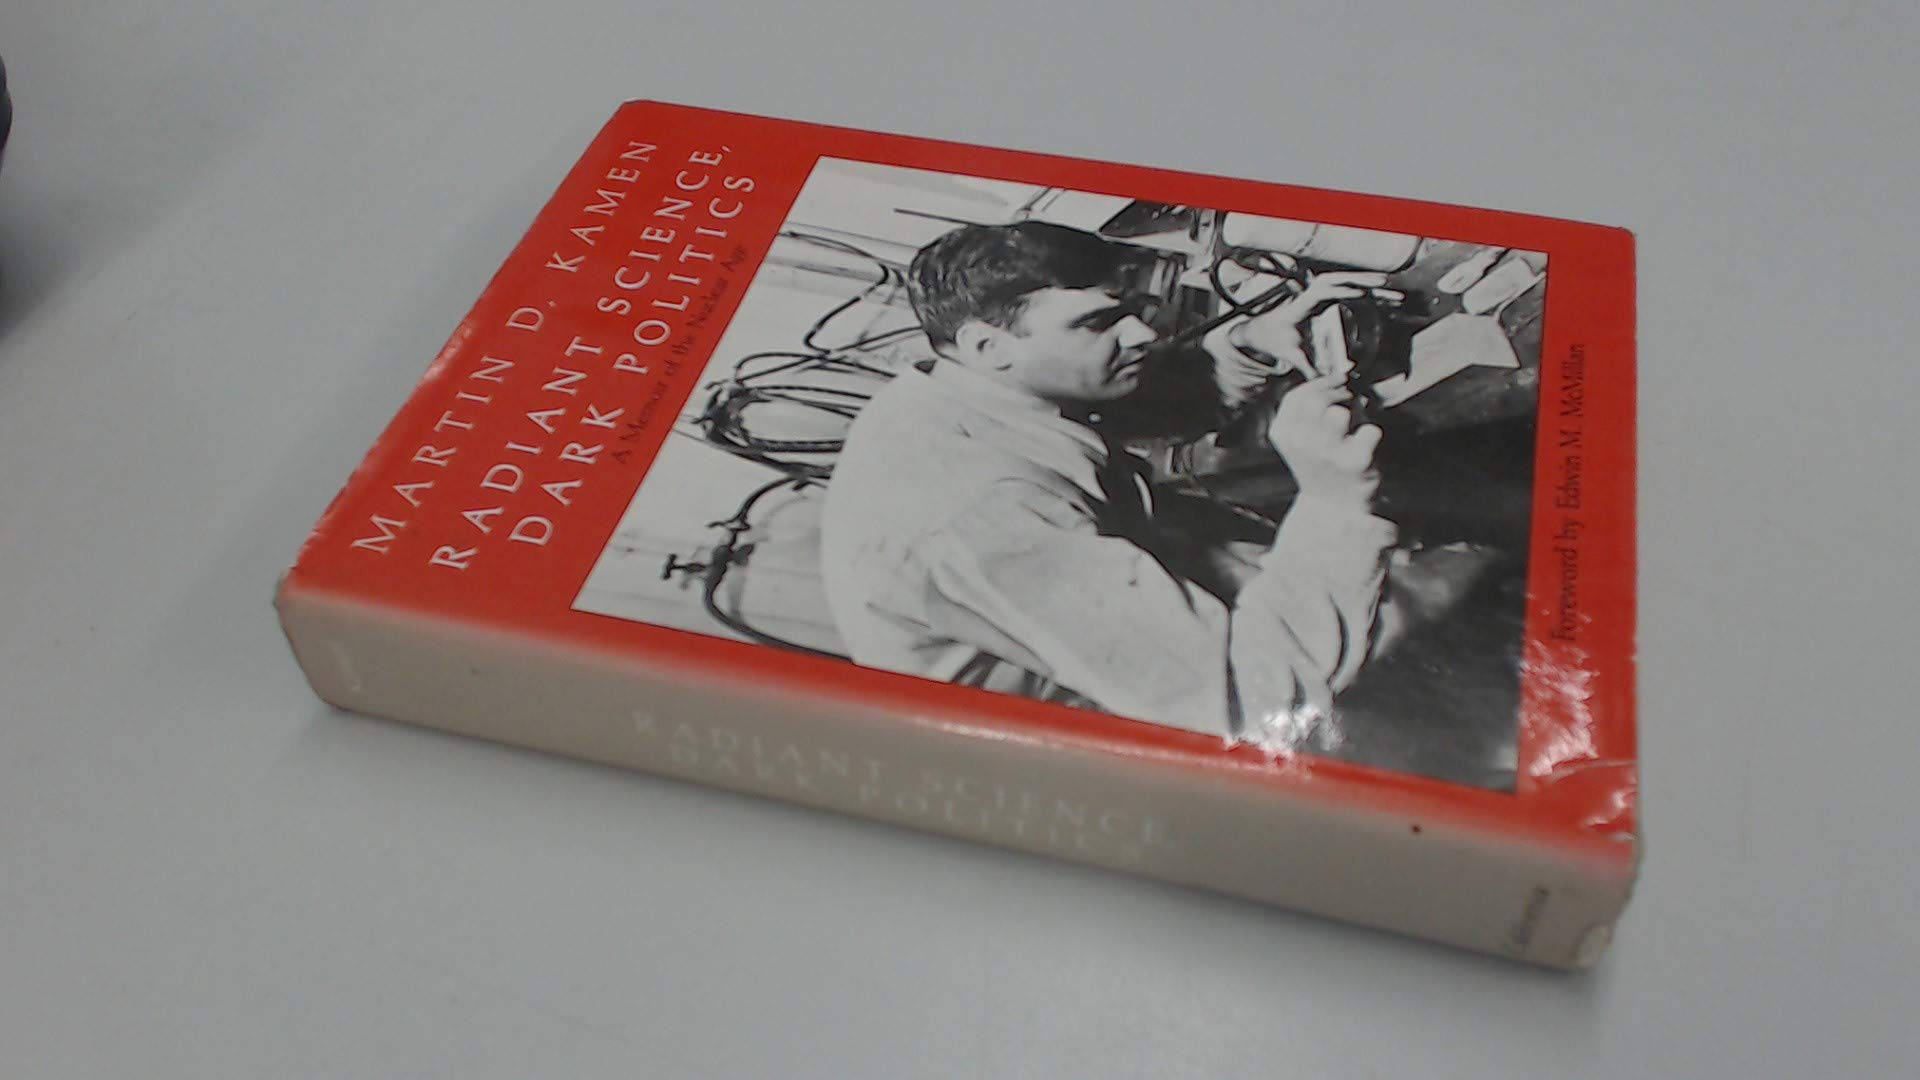 MARTIN D. KAMEN
RADIANT SCIENCE,
DARK POLITICS
A Memoir of the Nuclear Age
Foreword by Edwin M. McMillan
RADIANT SCIENCE,
DARK POLITICS